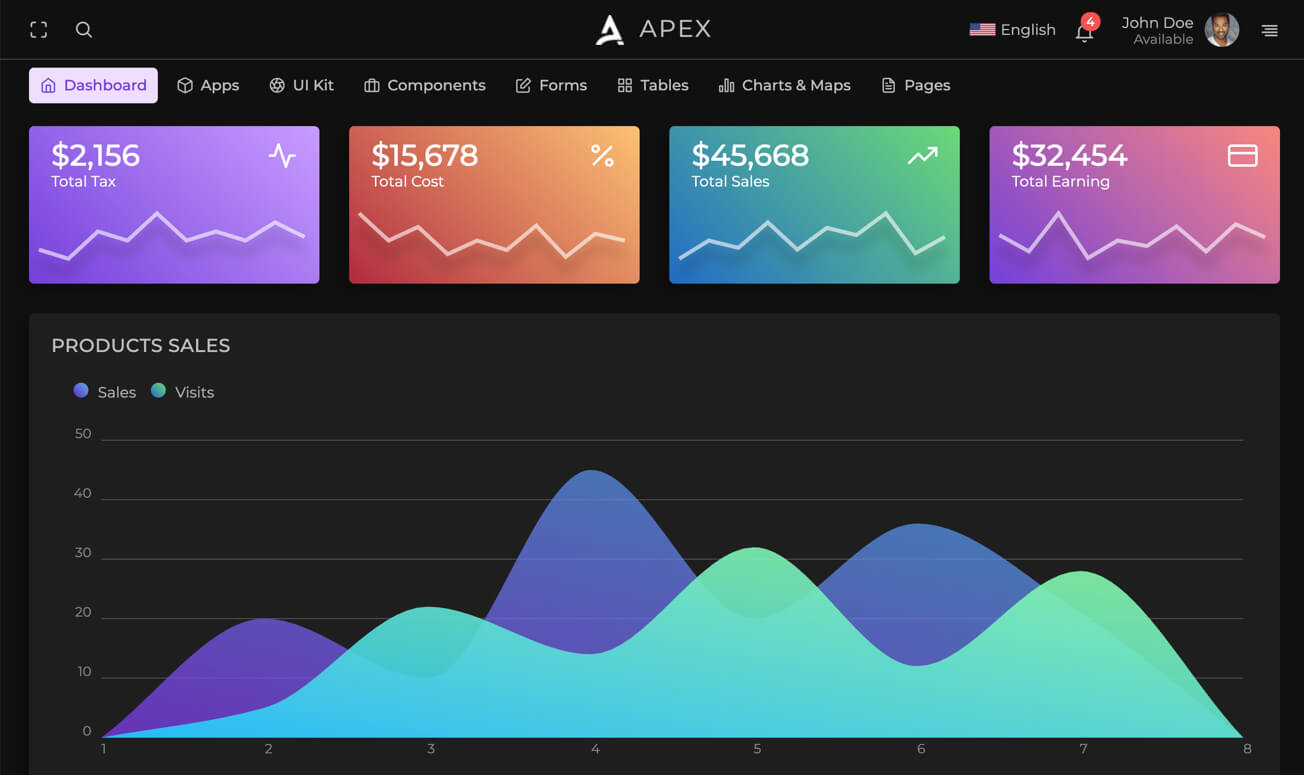 APEX
English
4
John Doe
Available
Dashboard
Apps
UI Kit
Components
Forms
Tables
Charts & Maps
Pages
$2,156
Total Tax
$15,678
Total Cost
$45,668
Total Sales
$32,454
Total Earning
PRODUCTS SALES
Sales
Visits
50
40
30
20
10
0
1 2 3 4 5 6 7 8